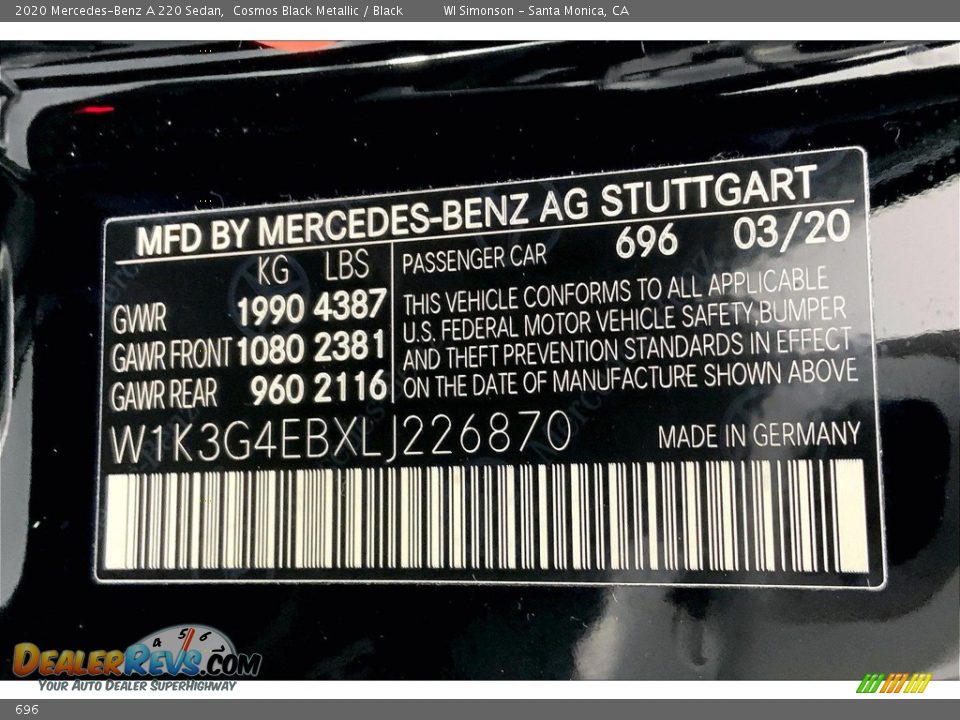 2020 Mercedes-Benz A 220 Sedan, Cosmos Black Metallic / Black WI Simonson - Santa Monica, CA
MFD BY MERCEDES-BENZ AG STUTTGART
KG LBS
GVWR 1990 4387
GAWR FRONT 1080 2381
GAWR REAR 960 2116
PASSENGER CAR 696 03/20
THIS VEHICLE CONFORMS TO ALL APPLICABLE
U.S. FEDERAL MOTOR VEHICLE SAFETY,BUMPER
AND THEFT PREVENTION STANDARDS IN EFFECT
ON THE DATE OF MANUFACTURE SHOWN ABOVE
W1K3G4EBXLJ226870 MADE IN GERMANY
4 5 6
DEALERREVS.COM
YOUR AUTO DEALER SUPERHIGHWAY
696